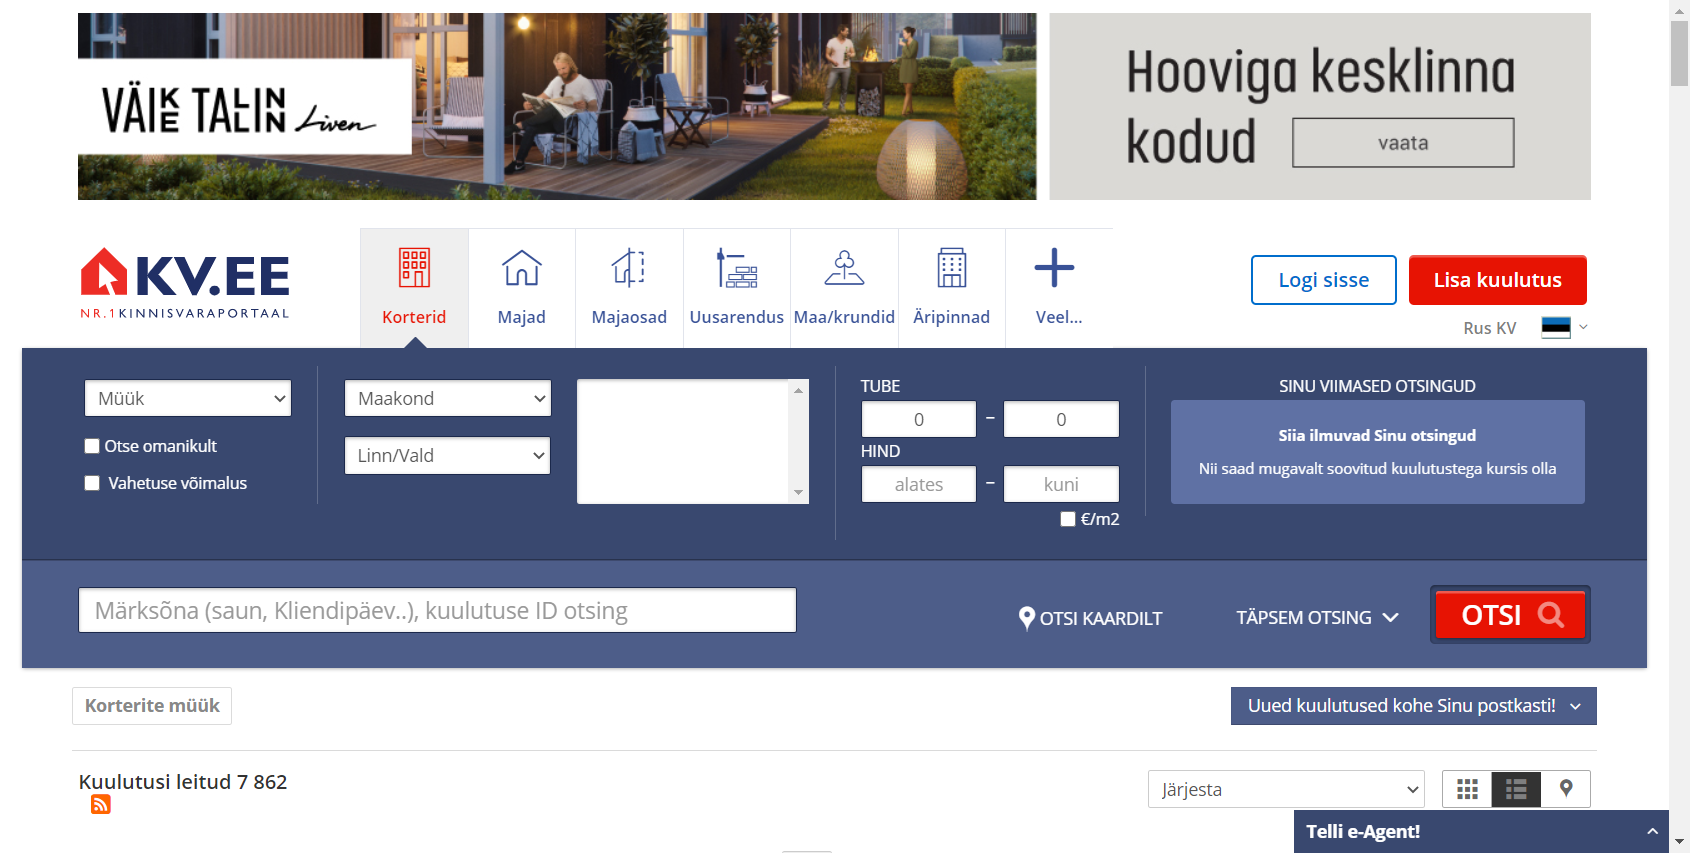 VÄIKE TALLINN Liven
Hooviga kesklinna
kodud
vaata
KV.EE
NR.1 KINNISVARAPORTAAL
Korterid
Majad
Majaosad
Uusarendus
Maa/krundid
Äripinnad
Veel...
Logi sisse
Lisa kuulutus
Rus KV
Müük
Otse omanikult
Vahetuse võimalus
Maakond
Linn/Vald
TUBE
0 – 0
HIND
alates – kuni
€/m2
SINU VIIMASED OTSINGUD
Siia ilmuvad Sinu otsingud
Nii saad mugavalt soovitud kuulutustega kursis olla
Märksõna (saun, Kliendipäev..), kuulutuse ID otsing
OTSI KAARDILT
TÄPSEM OTSING
OTSI
Korterite müük
Uued kuulutused kohe Sinu postkasti!
Kuulutusi leitud 7 862
Järjesta
Telli e-Agent!